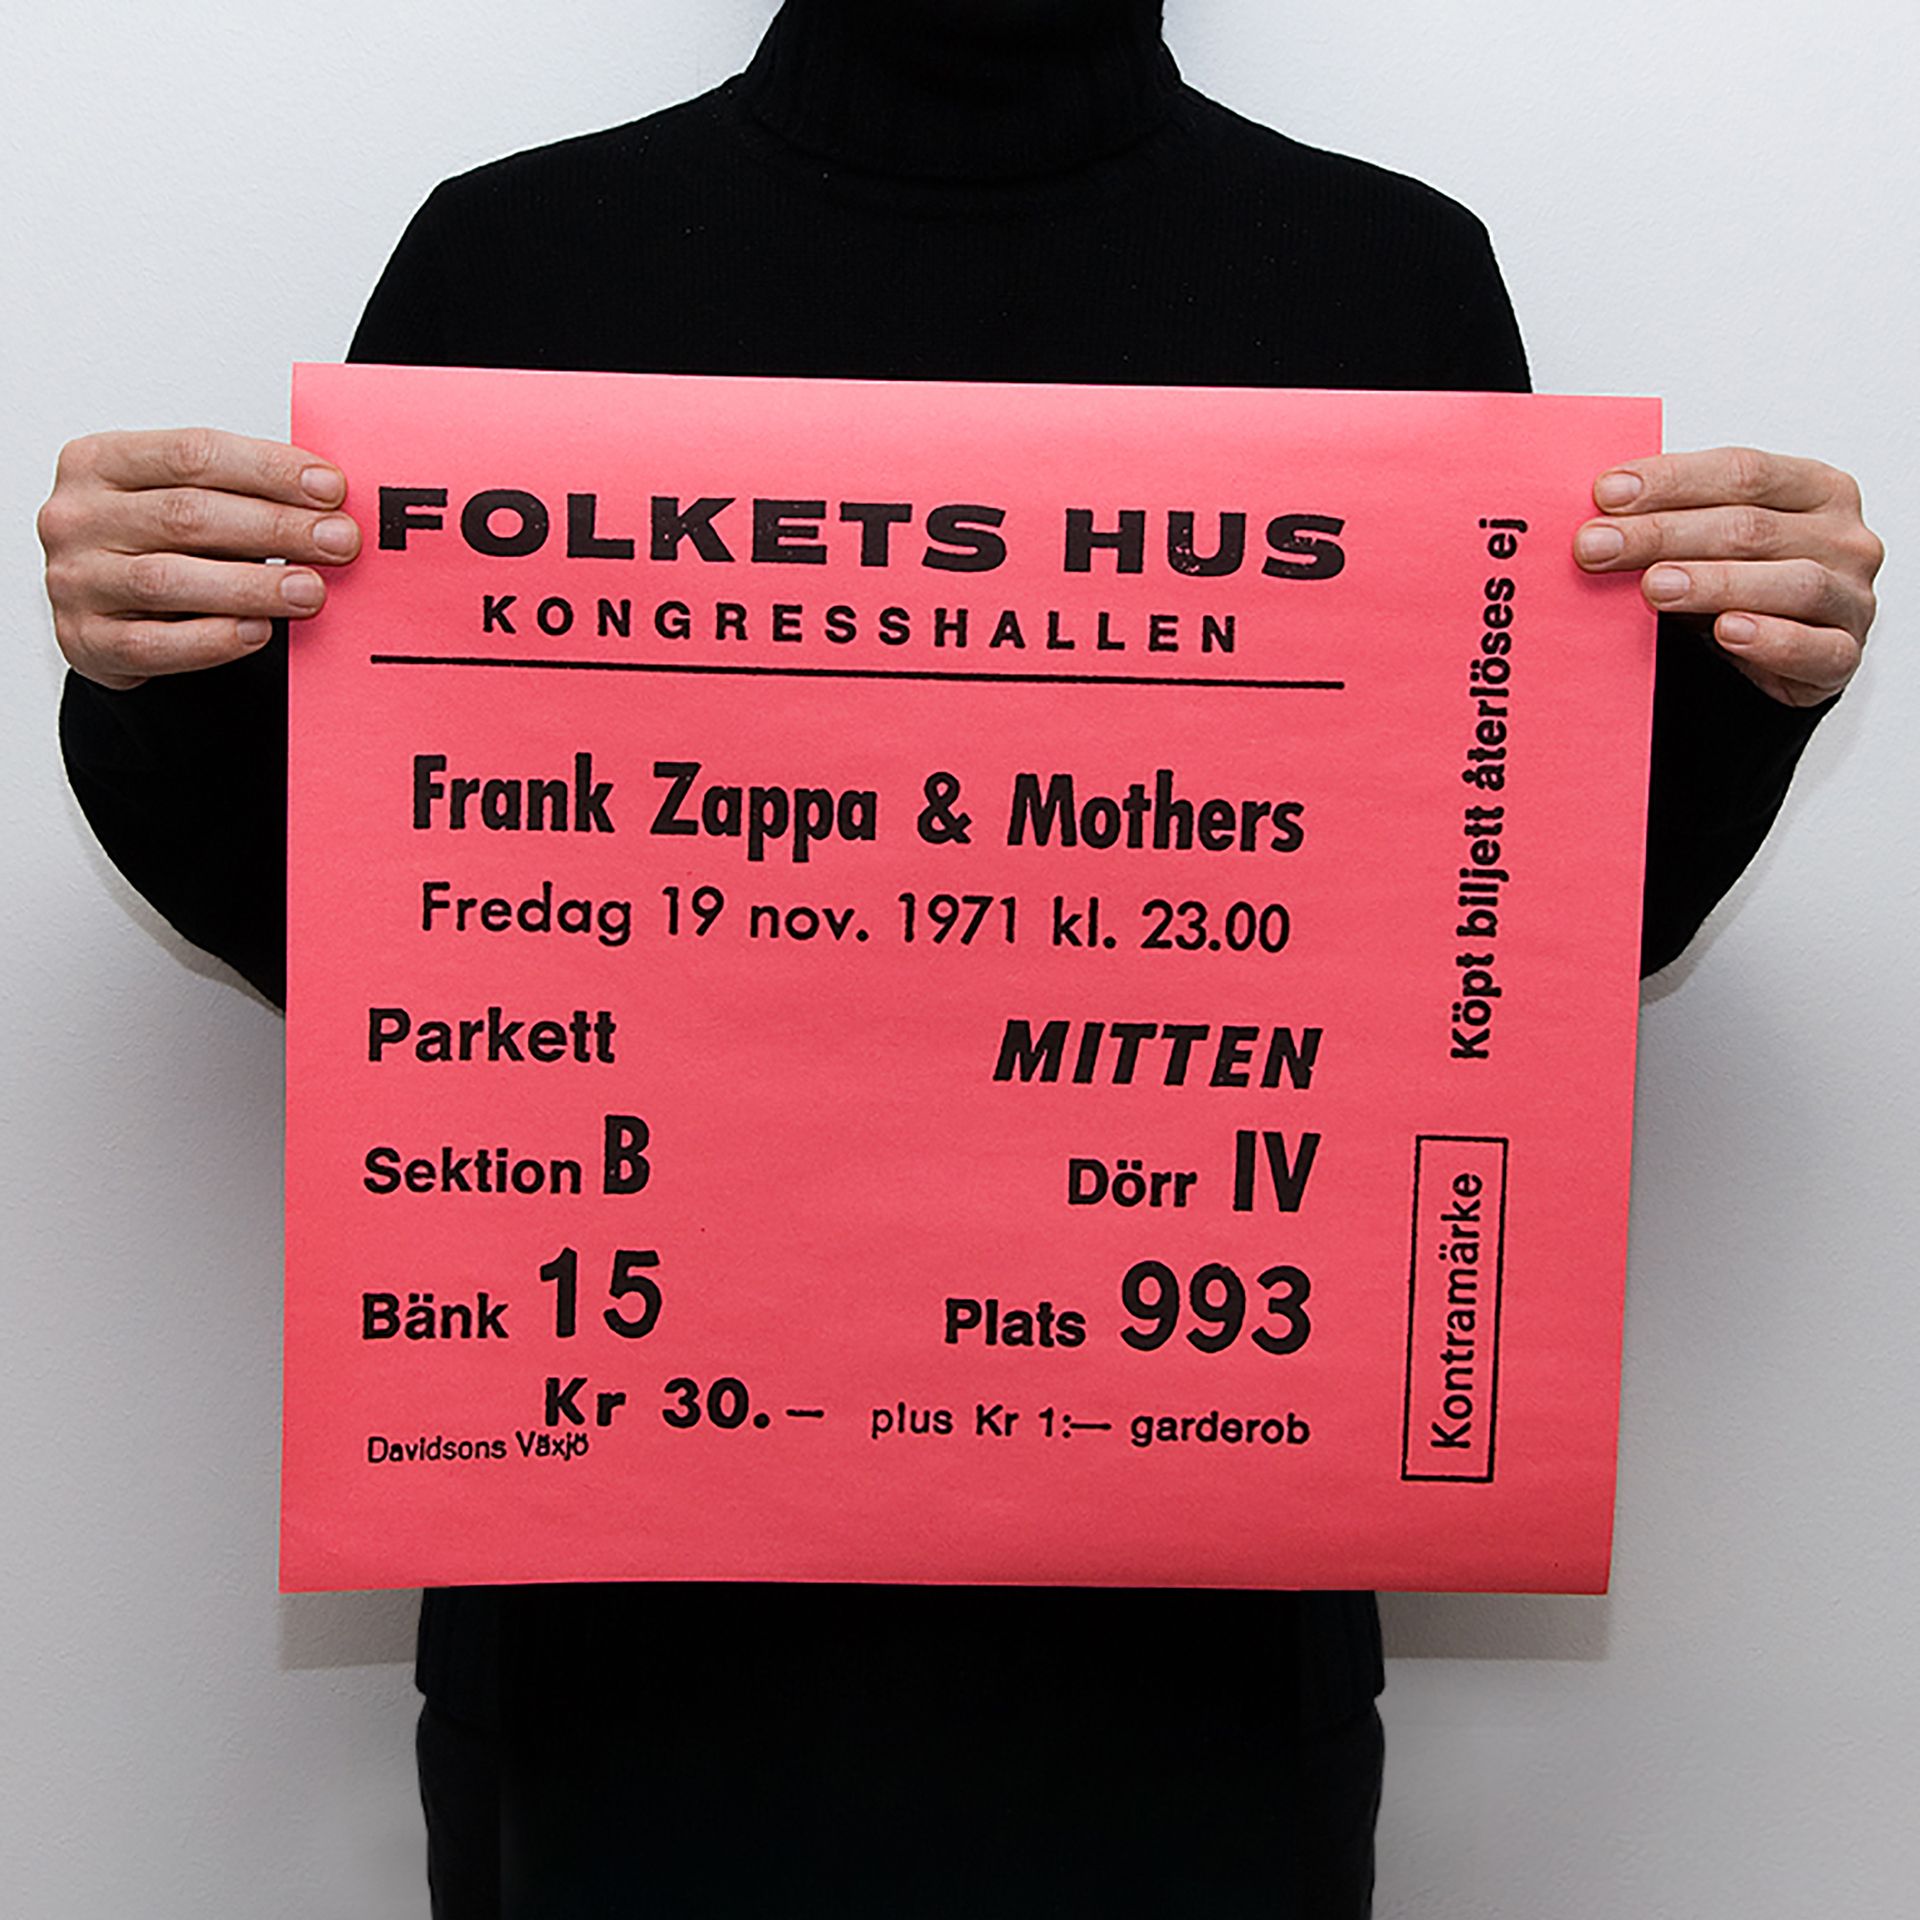 FOLKETS HUS
KONGRESSHALLEN
Frank Zappa & Mothers
Fredag 19 nov. 1971 kl. 23.00
Parkett MITTEN
Sektion B Dörr IV
Bänk 15 Plats 993
Kr 30.— plus Kr 1:— garderob
Davidsons Växjö
Köpt biljett återlöses ej
Kontramärke